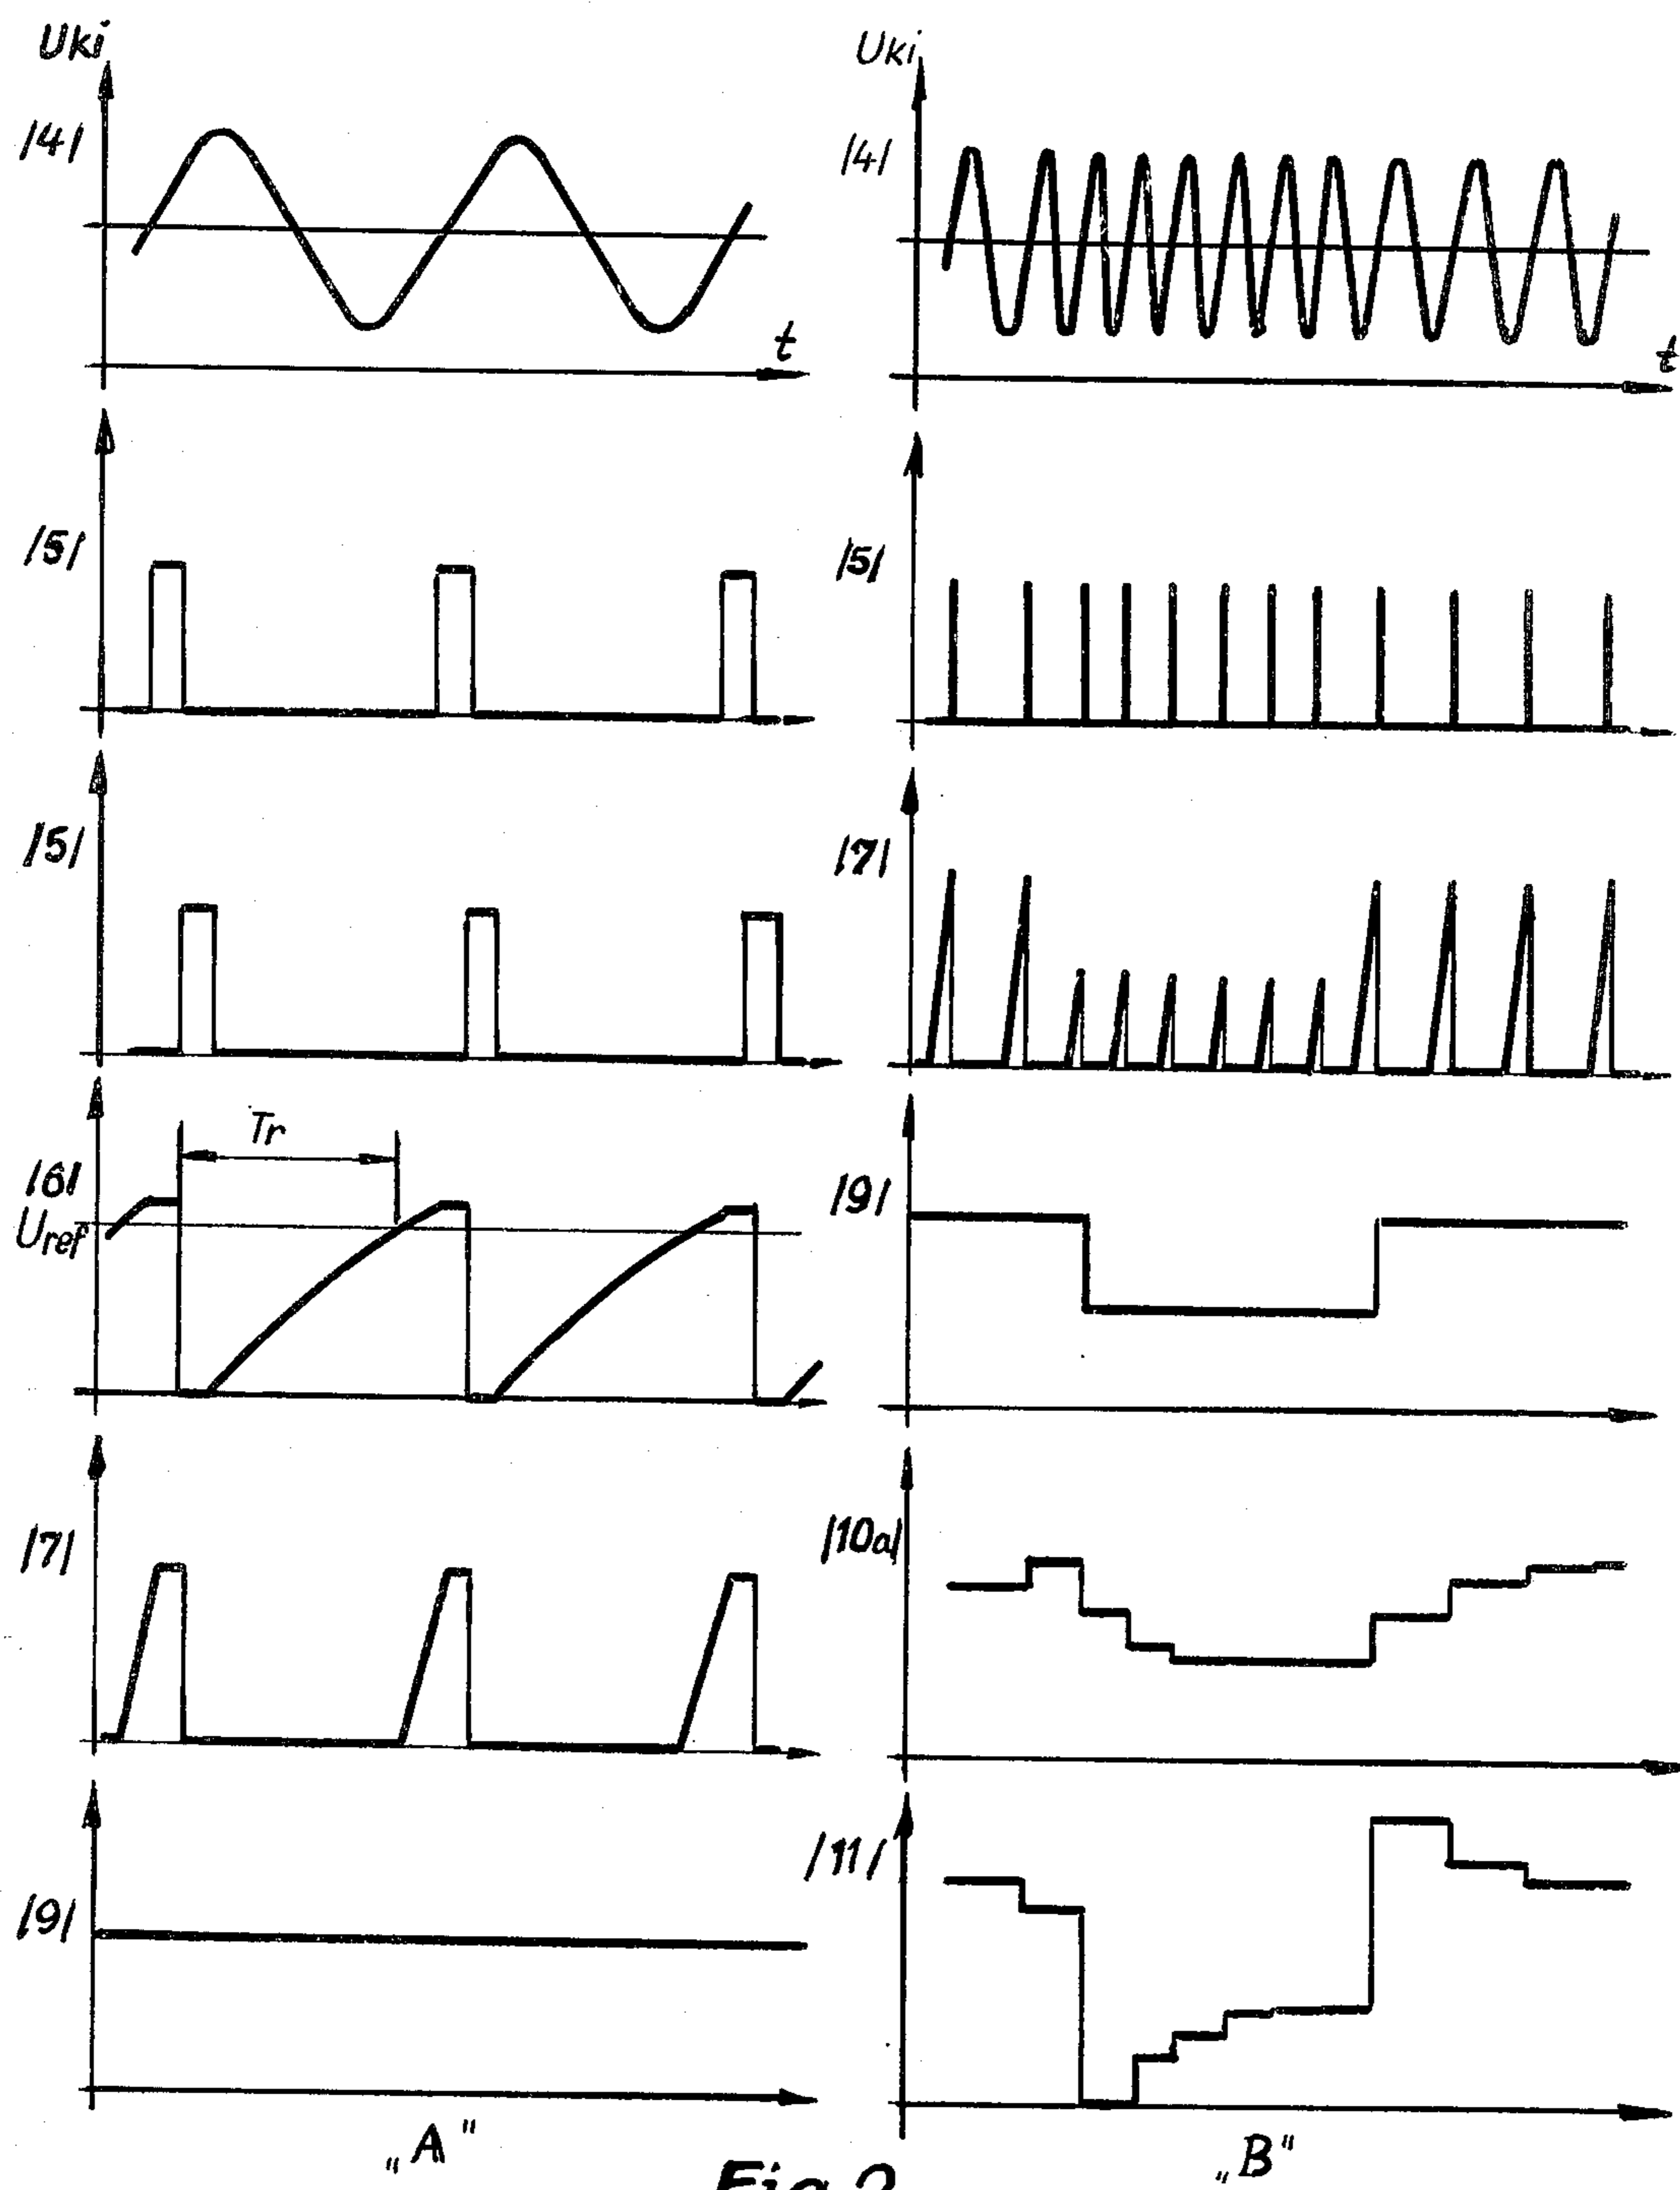 Uki
/4/
t
/5/
/5/
Tr
/6/
Uref
/7/
/9/
„A"
Uki
/4/
t
/5/
/7/
/9/
/10a/
/11/
„B"
Fig 2